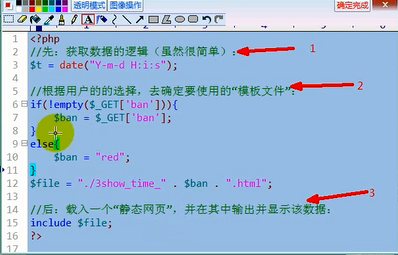 透明模式 图像操作 确定完成
1 <?php
2 //先：获取数据的逻辑（虽然很简单）： 1
3 $t = date("Y-m-d H:i:s");
4
5 //根据用户的的选择，去确定要使用的“模板文件”： 2
6 if(!empty($_GET['ban'])){
7 $ban = $_GET['ban'];
8 }
9 else{
10 $ban = "red";
11 }
12 $file = "./3show_time_" . $ban . ".html";
13 3
14 //后：载入一个“静态网页”，并在其中输出并显示该数据：
15 include $file;
16 ?>